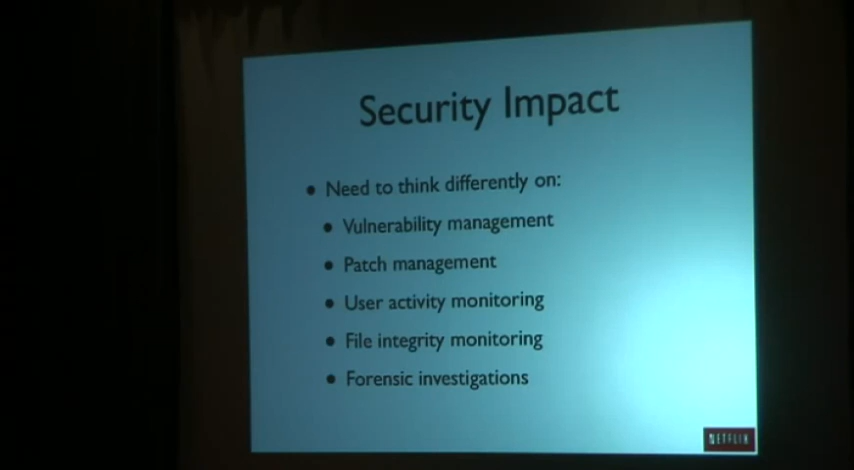 Security Impact
• Need to think differently on:
• Vulnerability management
• Patch management
• User activity monitoring
• File integrity monitoring
• Forensic investigations
NETFLIX